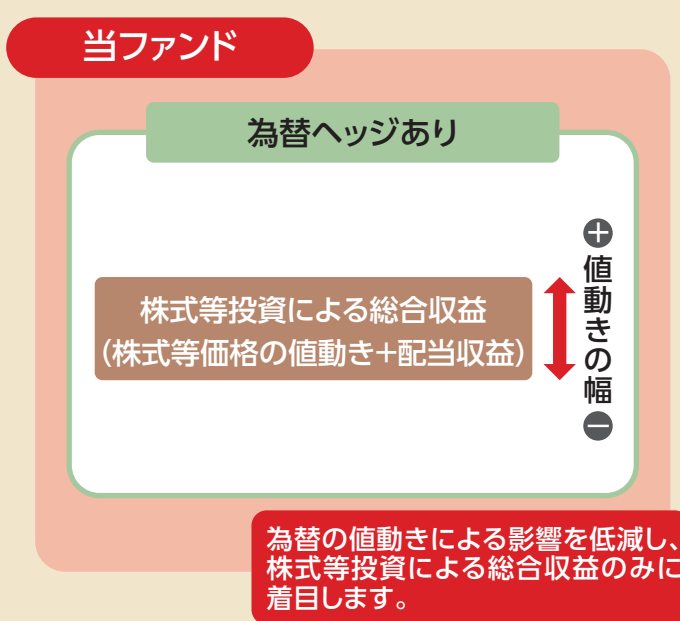 当ファンド
為替ヘッジあり
株式等投資による総合収益
（株式等価格の値動き＋配当収益）
＋値動きの幅－
為替の値動きによる影響を低減し、
株式等投資による総合収益のみに
着目します。